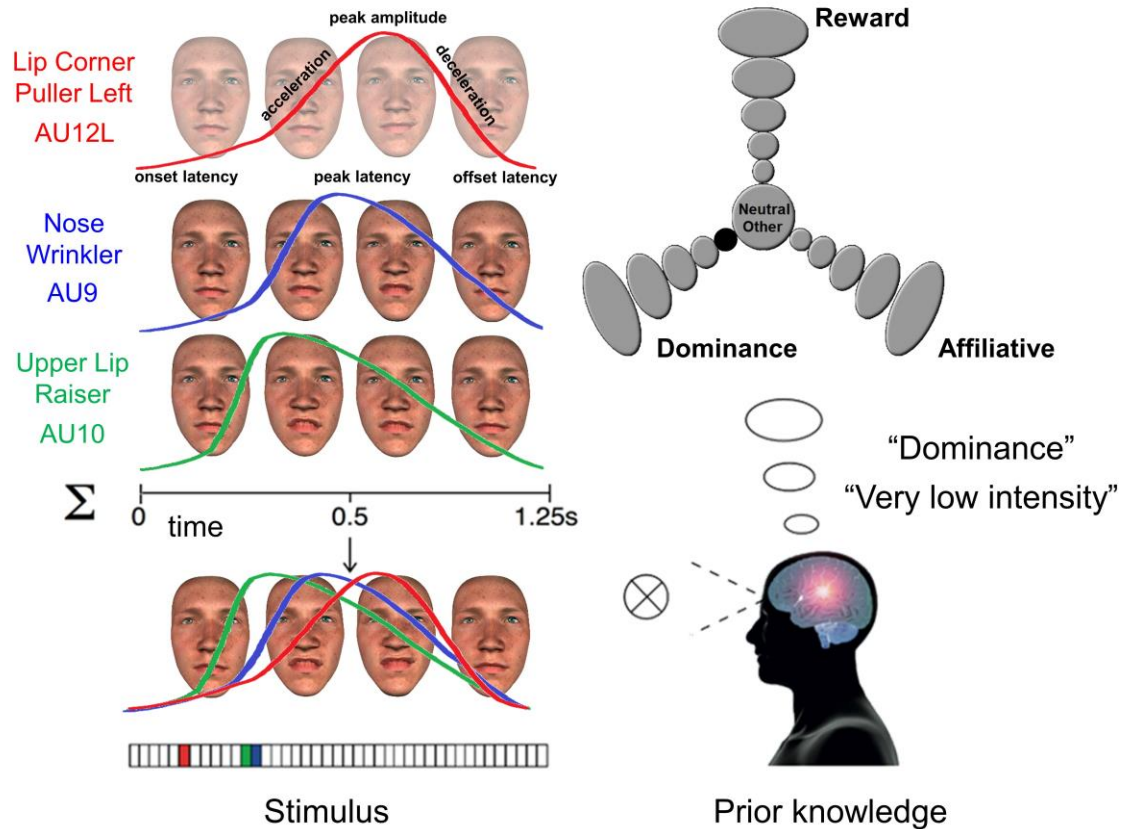 peak amplitude
Lip Corner
Puller Left
AU12L
acceleration
deceleration
onset latency
peak latency
offset latency
Nose
Wrinkler
AU9
Upper Lip
Raiser
AU10
Σ
0
time
0.5
1.25s
Stimulus
Reward
Neutral
Other
Dominance
Affiliative
“Dominance”
“Very low intensity”
Prior knowledge